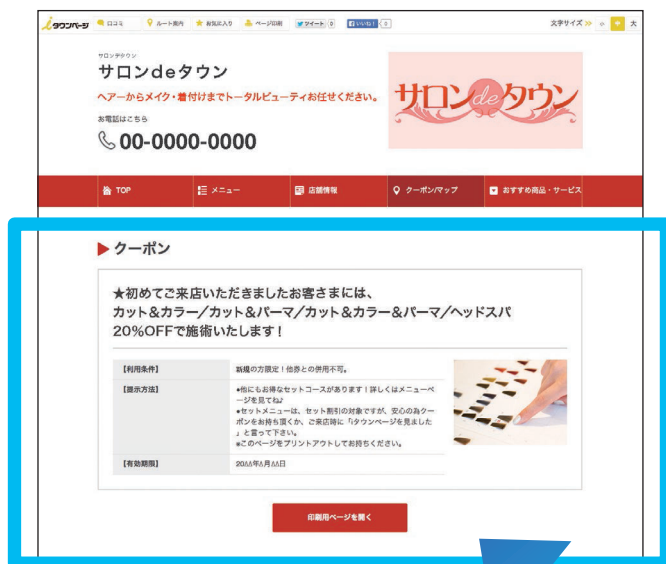 iタウンページ 口コミ ルート案内 お気に入り ページ印刷 ツイート 0 いいね! 0 文字サイズ 小 中 大
サロンデタウン
サロンdeタウン
ヘアーからメイク・着付けまでトータルビューティお任せください。
お電話はこちら
00-0000-0000
サロンdeタウン
TOP メニュー 店舗情報 クーポン/マップ おすすめ商品・サービス
クーポン
★初めてご来店いただきましたお客さまには、
カット&カラー/カット&パーマ/カット&カラー&パーマ/ヘッドスパ
20%OFFで施術いたします!
【利用条件】 新規の方限定!他券との併用不可。
【提示方法】 ●他にもお得なセットコースがあります!詳しくはメニューペ
ージを見てね♪
●セットメニューは、セット割引の対象ですが、安心の為クー
ポンをお持ち頂くか、ご来店時に「iタウンページを見ました
」と言って下さい。
※このページをプリントアウトしてお持ちください。
【有効期限】 20△△年△月△△日
印刷用ページを開く